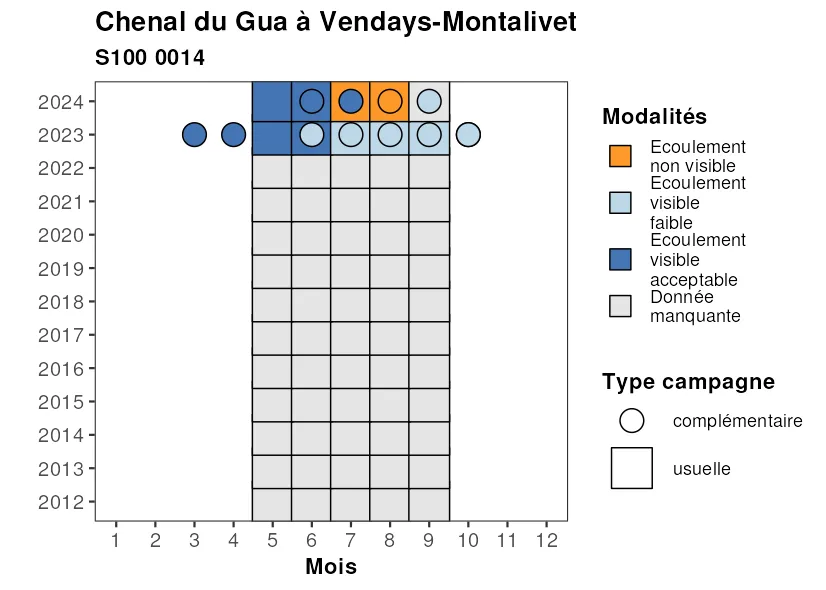 Chenal du Gua à Vendays-Montalivet
S100 0014
2024
2023
2022
2021
2020
2019
2018
2017
2016
2015
2014
2013
2012
1 2 3 4 5 6 7 8 9 10 11 12
Mois
Modalités
Ecoulement
non visible
Ecoulement
visible
faible
Ecoulement
visible
acceptable
Donnée
manquante
Type campagne
complémentaire
usuelle